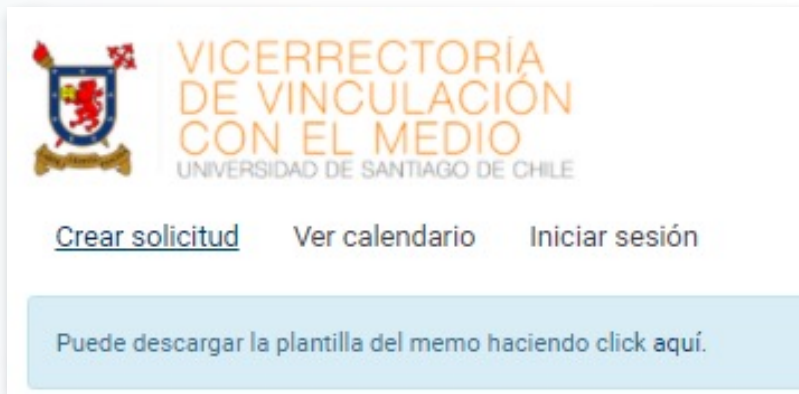 VICERRECTORÍA
DE VINCULACIÓN
CON EL MEDIO
UNIVERSIDAD DE SANTIAGO DE CHILE
Crear solicitud Ver calendario Iniciar sesión
Puede descargar la plantilla del memo haciendo click aquí.